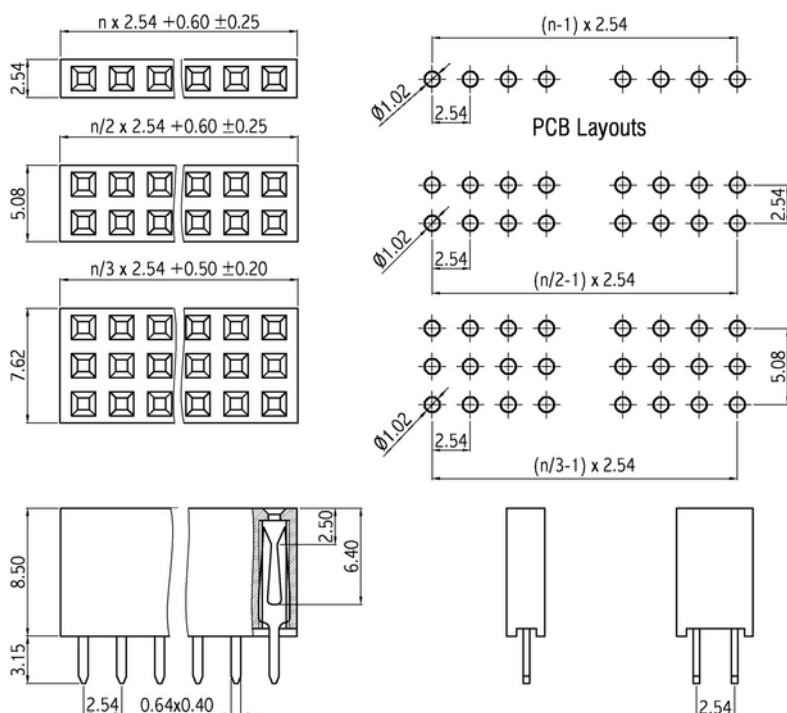 n x 2.54 +0.60 ±0.25
2.54
(n-1) x 2.54
Ø1.02
2.54
PCB Layouts
n/2 x 2.54 +0.60 ±0.25
5.08
2.54
Ø1.02
2.54
(n/2-1) x 2.54
n/3 x 2.54 +0.50 ±0.20
7.62
5.08
Ø1.02
2.54
(n/3-1) x 2.54
8.50
2.50
6.40
3.15
2.54
0.64x0.40
2.54